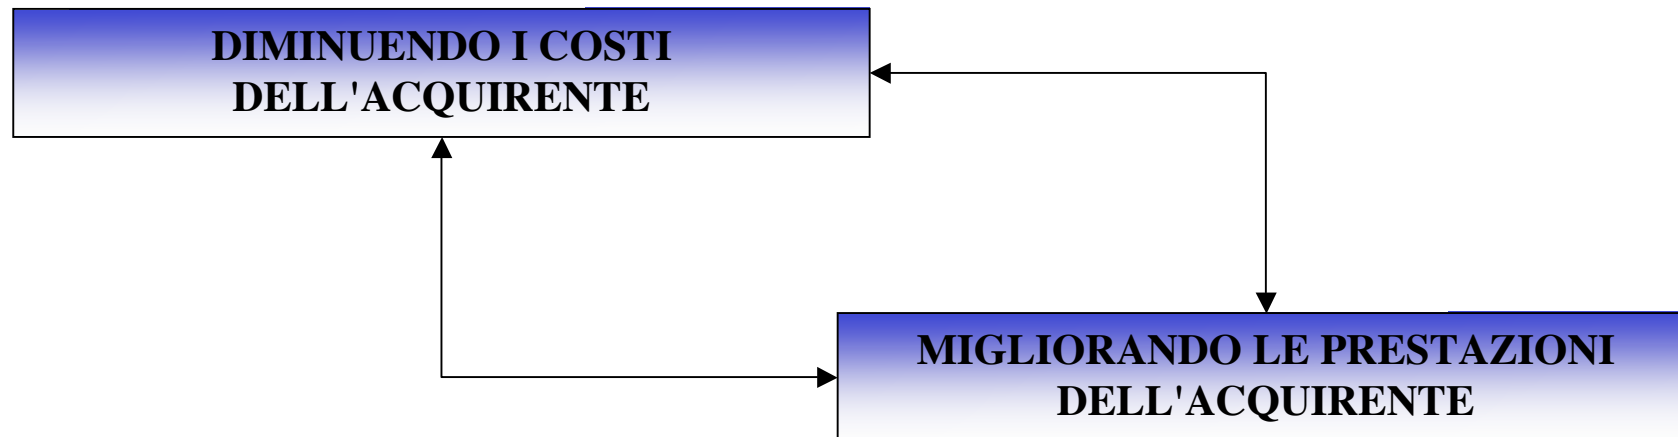 DIMINUENDO I COSTI
DELL'ACQUIRENTE
MIGLIORANDO LE PRESTAZIONI
DELL'ACQUIRENTE